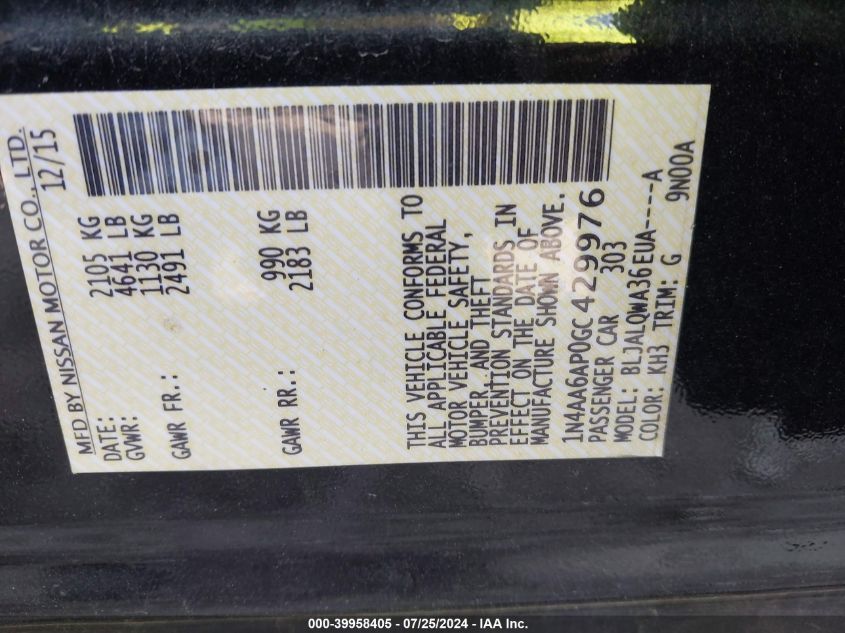 MFD BY NISSAN MOTOR CO., LTD.
DATE: 12/15
GVWR: 2105 KG
4641 LB
GAWR FR.: 1130 KG
2491 LB
GAWR RR.: 990 KG
2183 LB
THIS VEHICLE CONFORMS TO
ALL APPLICABLE FEDERAL
MOTOR VEHICLE SAFETY,
BUMPER, AND THEFT
PREVENTION STANDARDS IN
EFFECT ON THE DATE OF
MANUFACTURE SHOWN ABOVE.
1N4AA6AP0GC429976
PASSENGER CAR 303
MODEL: BLJALQWA36EUA----A
COLOR: KH3 TRIM: G 9N00A
000-39958405 / 07/25/2024 - IAA Inc.